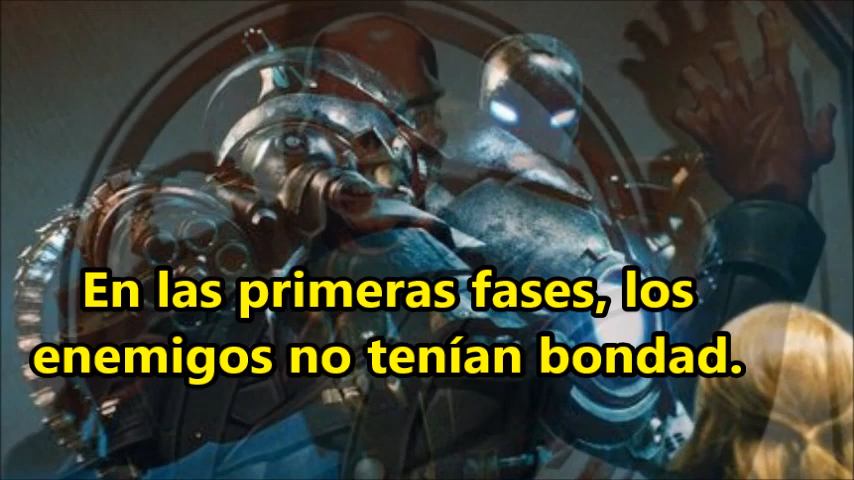 En las primeras fases, los
enemigos no tenían bondad.